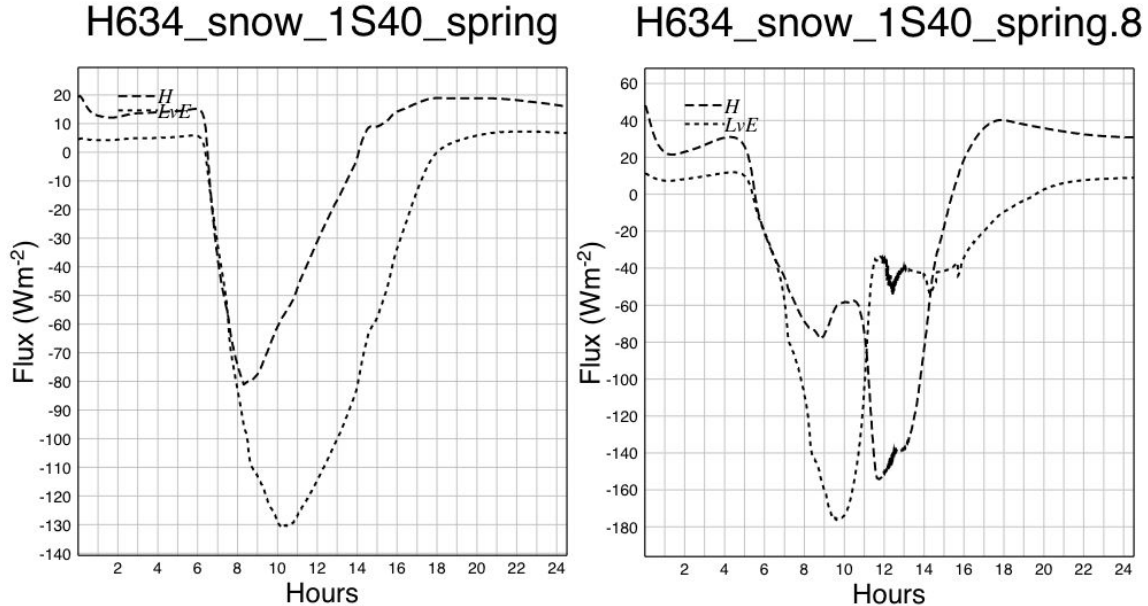 H634_snow_1S40_spring
H
LvE
20
10
0
-10
-20
-30
-40
-50
-60
-70
-80
-90
-100
-110
-120
-130
-140
Flux (Wm-2)
2 4 6 8 10 12 14 16 18 20 22 24
Hours
H634_snow_1S40_spring.8
H
LvE
60
40
20
0
-20
-40
-60
-80
-100
-120
-140
-160
-180
Flux (Wm-2)
2 4 6 8 10 12 14 16 18 20 22 24
Hours